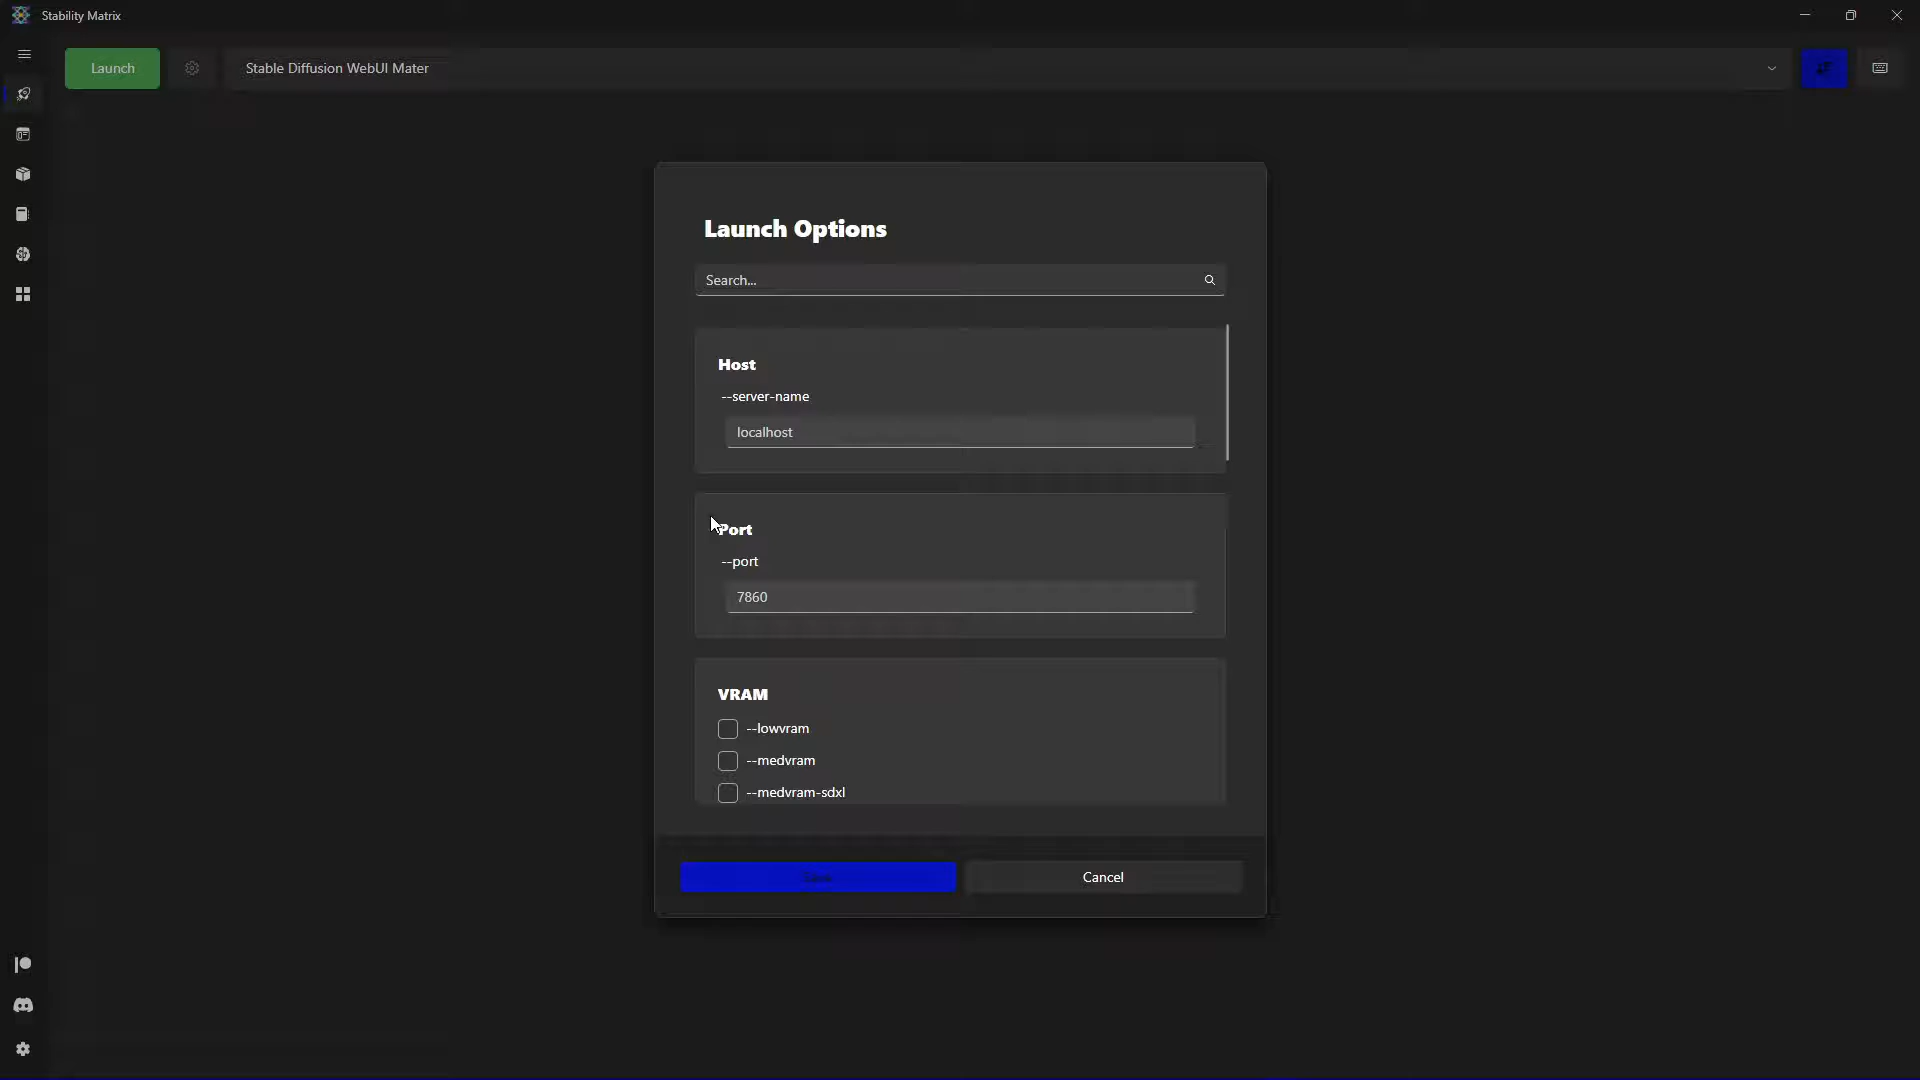 Stability Matrix
Launch
Stable Diffusion WebUI Mater
Launch Options
Search...
Host
--server-name
localhost
Port
--port
7860
VRAM
--lowvram
--medvram
--medvram-sdxl
Save
Cancel